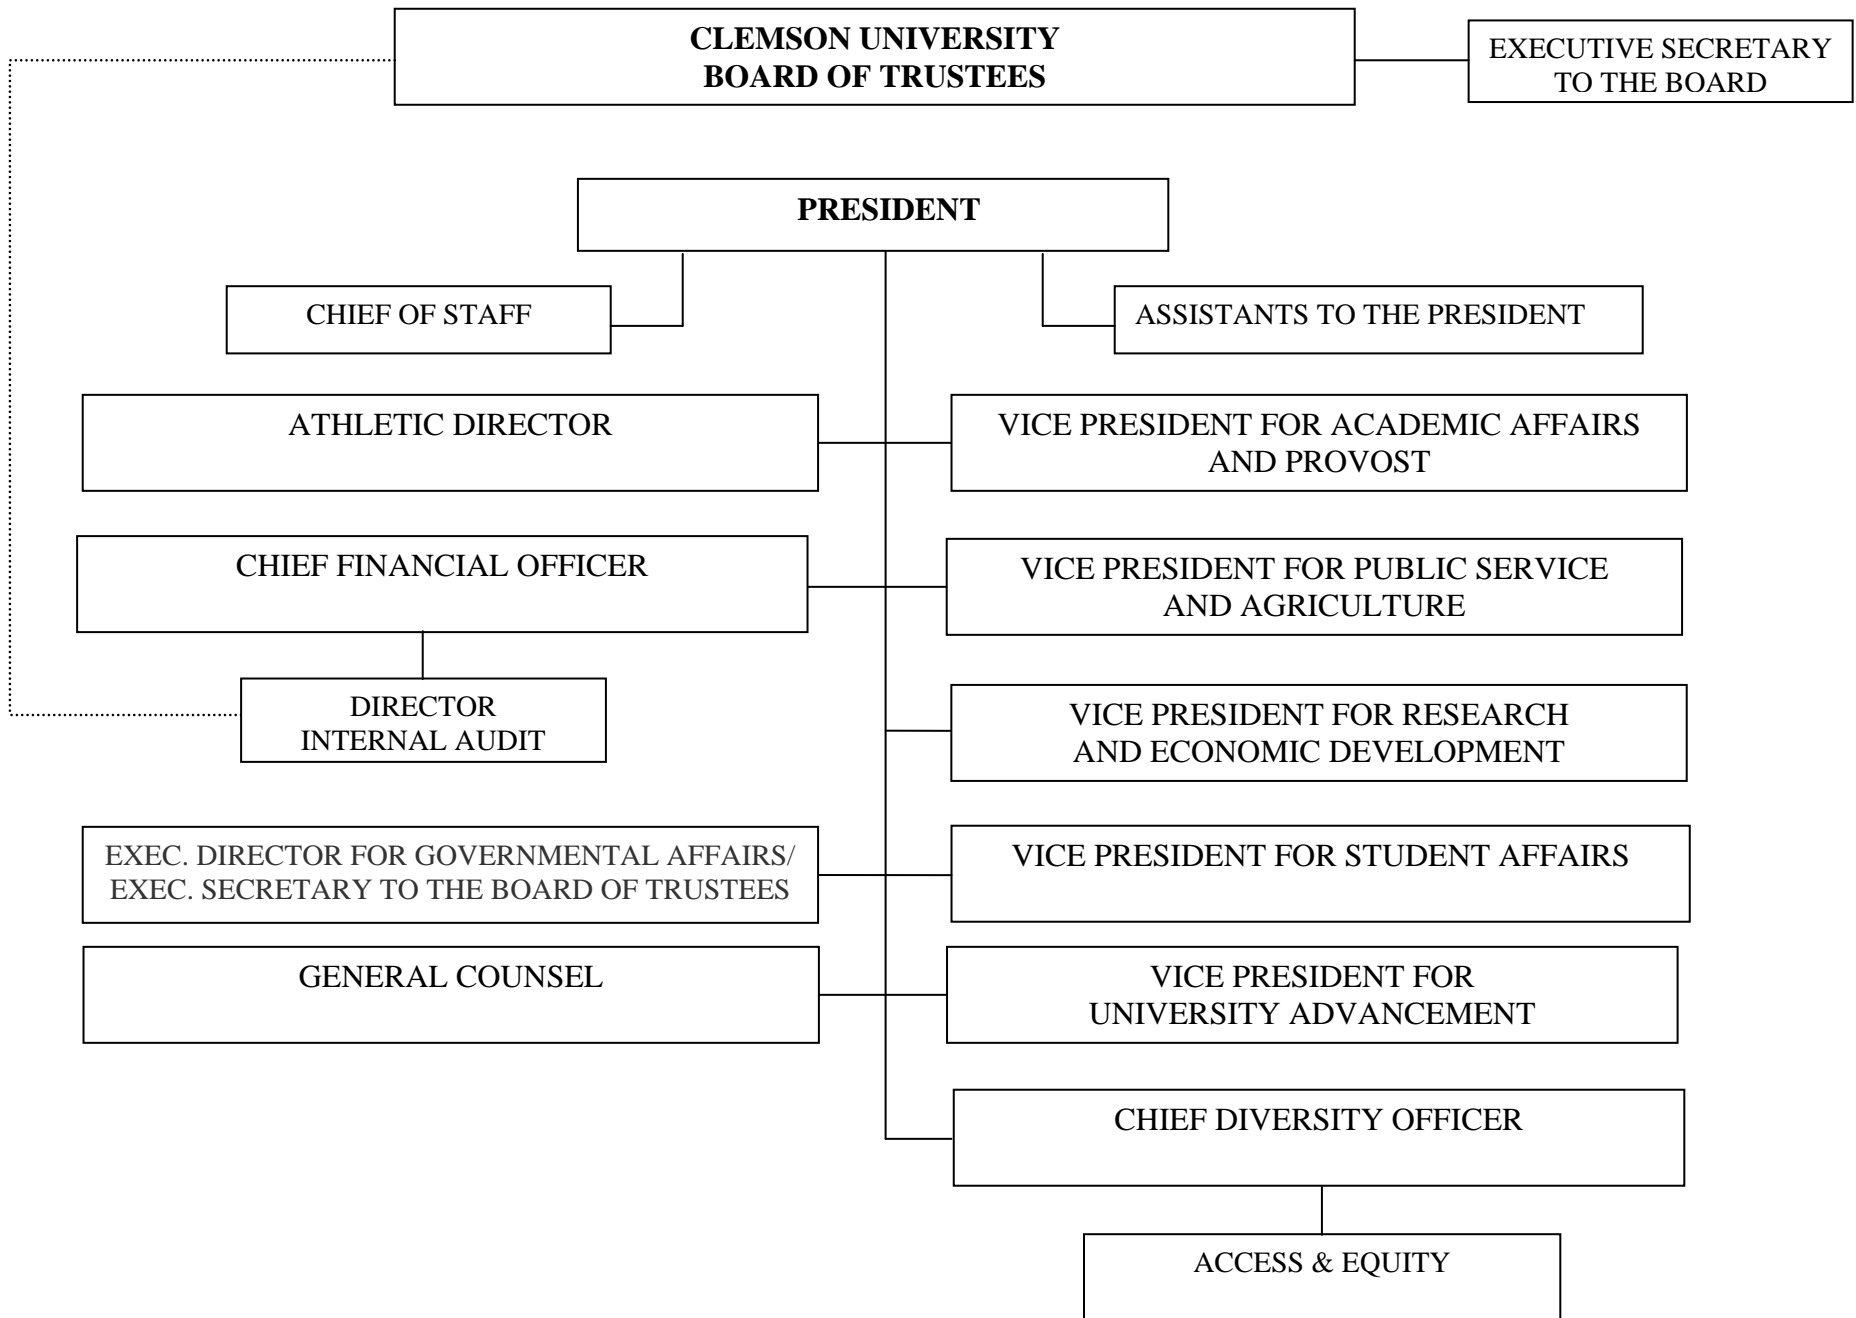 CLEMSON UNIVERSITY
BOARD OF TRUSTEES
EXECUTIVE SECRETARY
TO THE BOARD
PRESIDENT
CHIEF OF STAFF
ASSISTANTS TO THE PRESIDENT
ATHLETIC DIRECTOR
VICE PRESIDENT FOR ACADEMIC AFFAIRS
AND PROVOST
CHIEF FINANCIAL OFFICER
VICE PRESIDENT FOR PUBLIC SERVICE
AND AGRICULTURE
DIRECTOR
INTERNAL AUDIT
VICE PRESIDENT FOR RESEARCH
AND ECONOMIC DEVELOPMENT
EXEC. DIRECTOR FOR GOVERNMENTAL AFFAIRS/
EXEC. SECRETARY TO THE BOARD OF TRUSTEES
VICE PRESIDENT FOR STUDENT AFFAIRS
GENERAL COUNSEL
VICE PRESIDENT FOR
UNIVERSITY ADVANCEMENT
CHIEF DIVERSITY OFFICER
ACCESS & EQUITY